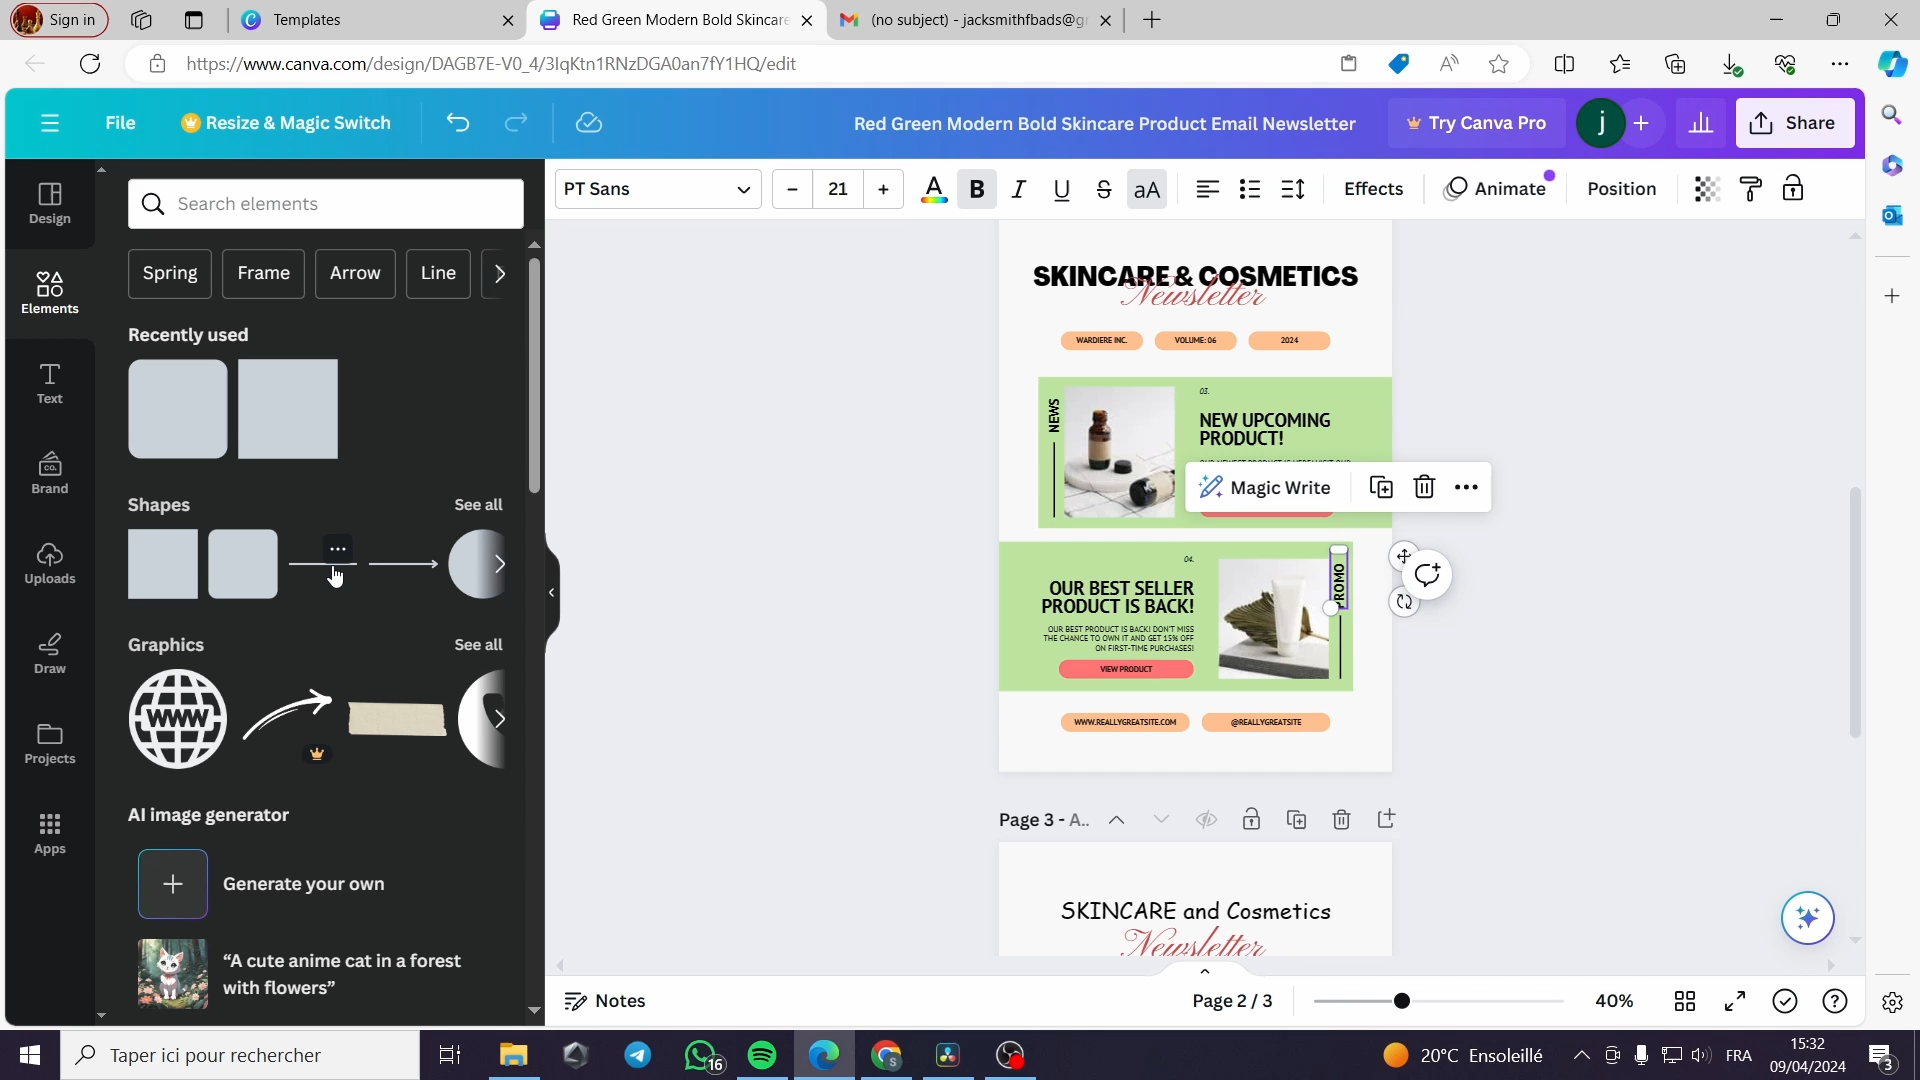 Sign in
Templates
Red Green Modern Bold Skincare
(no subject) - jacksmithfbads@g
https://www.canva.com/design/DAGB7E-V0_4/3IqKtn1RNzDGA0an7fY1HQ/edit
File
Resize & Magic Switch
Red Green Modern Bold Skincare Product Email Newsletter
Try Canva Pro
j
Share
Design
Elements
Text
Brand
Uploads
Draw
Projects
Apps
Search elements
Spring
Frame
Arrow
Line
Recently used
Shapes
See all
Graphics
See all
WWW
AI image generator
Generate your own
“A cute anime cat in a forest
with flowers”
PT Sans
21
aA
Effects
Animate
Position
SKINCARE & COSMETICS
Newsletter
WARDIERE INC.
VOLUME: 06
2024
NEWS
03.
NEW UPCOMING
PRODUCT!
Magic Write
04.
OUR BEST SELLER
PRODUCT IS BACK!
OUR BEST PRODUCT IS BACK! DON'T MISS
THE CHANCE TO OWN IT AND GET 15% OFF
ON FIRST-TIME PURCHASES!
VIEW PRODUCT
PROMO
WWW.REALLYGREATSITE.COM
@REALLYGREATSITE
Page 3 - A..
SKINCARE and Cosmetics
Newsletter
Notes
Page 2 / 3
40%
Taper ici pour rechercher
16
20°C Ensoleillé
FRA
15:32
09/04/2024
3